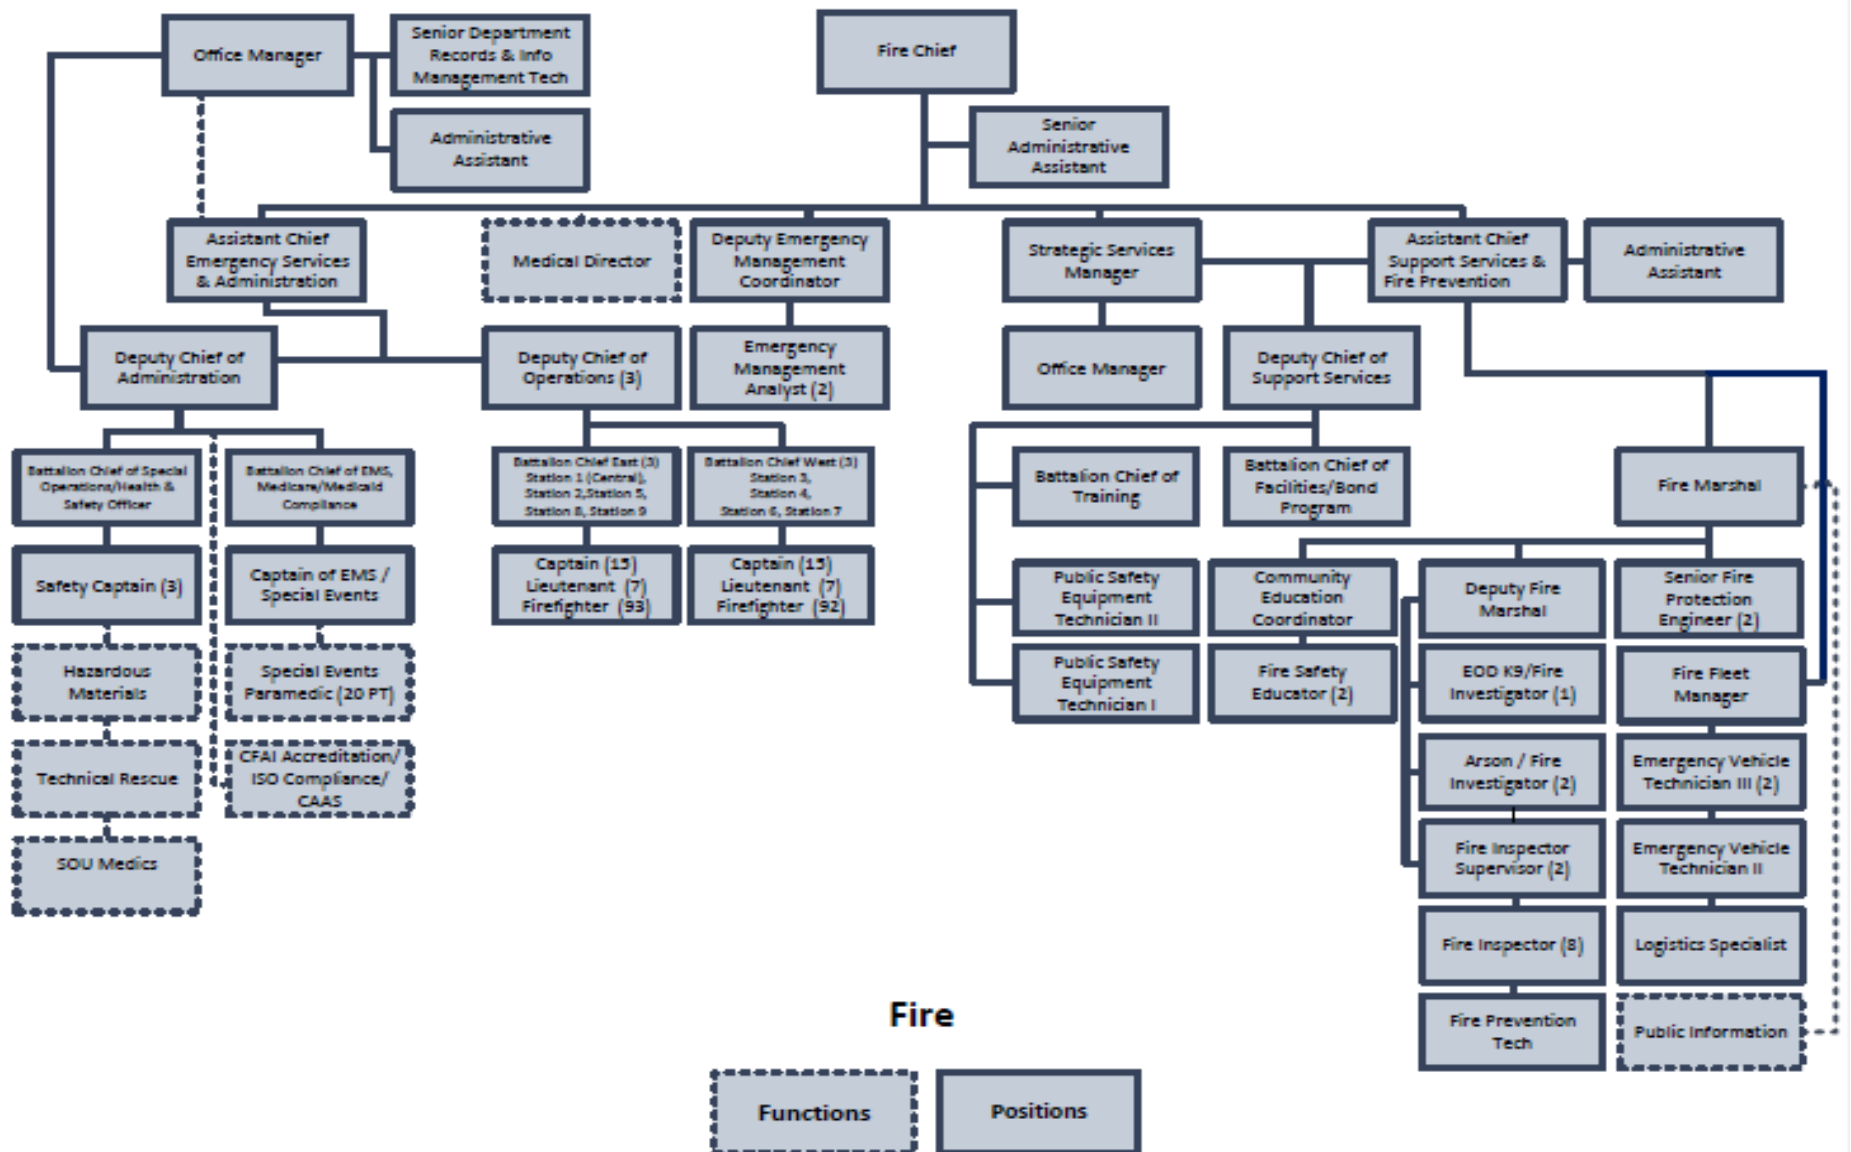 Office Manager
Senior Department
Records & Info
Management Tech
Administrative
Assistant
Fire Chief
Senior
Administrative
Assistant
Assistant Chief
Emergency Services
& Administration
Medical Director
Deputy Emergency
Management
Coordinator
Strategic Services
Manager
Assistant Chief
Support Services &
Fire Prevention
Administrative
Assistant
Deputy Chief of
Administration
Deputy Chief of
Operations (3)
Emergency
Management
Analyst (2)
Office Manager
Deputy Chief of
Support Services
Battalion Chief of Special
Operations/Health &
Safety Officer
Battalion Chief of EMS,
Medicare/Medicaid
Compliance
Battalion Chief East (3)
Station 1 (Central),
Station 2,Station 5,
Station 8, Station 9
Battalion Chief West (3)
Station 3,
Station 4,
Station 6, Station 7
Battalion Chief of
Training
Battalion Chief of
Facilities/Bond
Program
Fire Marshal
Safety Captain (3)
Captain of EMS /
Special Events
Captain (15)
Lieutenant (7)
Firefighter (93)
Captain (15)
Lieutenant (7)
Firefighter (92)
Public Safety
Equipment
Technician II
Community
Education
Coordinator
Deputy Fire
Marshal
Senior Fire
Protection
Engineer (2)
Hazardous
Materials
Special Events
Paramedic (20 PT)
Public Safety
Equipment
Technician I
Fire Safety
Educator (2)
EOD K9/Fire
Investigator (1)
Fire Fleet
Manager
Technical Rescue
CFAI Accreditation/
ISO Compliance/
CAAS
Arson / Fire
Investigator (2)
Emergency Vehicle
Technician III (2)
SOU Medics
Fire Inspector
Supervisor (2)
Emergency Vehicle
Technician II
Fire Inspector (8)
Logistics Specialist
Fire Prevention
Tech
Public Information
Fire
Functions
Positions